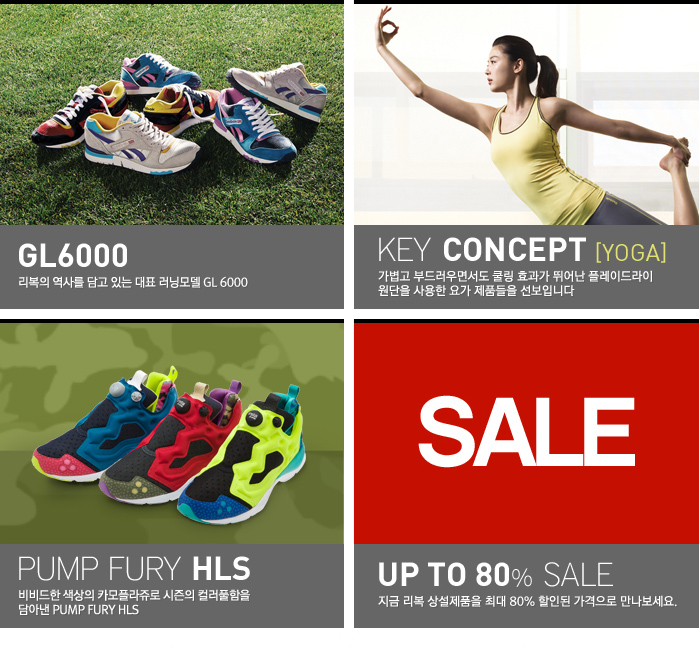 GL6000
리복의 역사를 담고 있는 대표 러닝모델 GL 6000
KEY CONCEPT [YOGA]
가볍고 부드러우면서도 쿨링 효과가 뛰어난 플레이드라이
원단을 사용한 요가 제품들을 선보입니다
PUMP FURY HLS
비비드한 색상의 카모플라쥬로 시즌의 컬러풀함을
담아낸 PUMP FURY HLS
SALE
UP TO 80% SALE
지금 리복 상설제품을 최대 80% 할인된 가격으로 만나보세요.